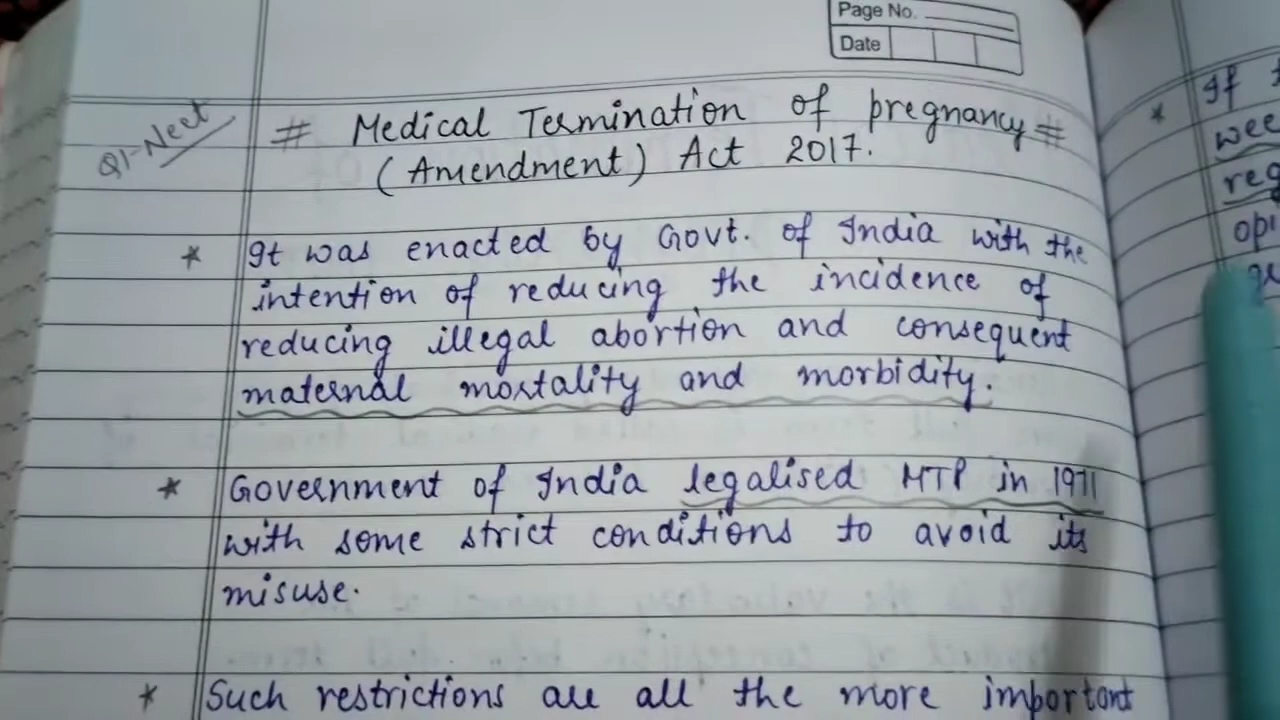 Page No.
Date
Q1-Neet
# Medical Termination of pregnancy #
(Amendment) Act 2017.
* It was enacted by Govt. of India with the
intention of reducing the incidence of
reducing illegal abortion and consequent
maternal mortality and morbidity.
* Government of India legalised MTP in 1971
with some strict conditions to avoid its
misuse.
* Such restrictions are all the more important
* If